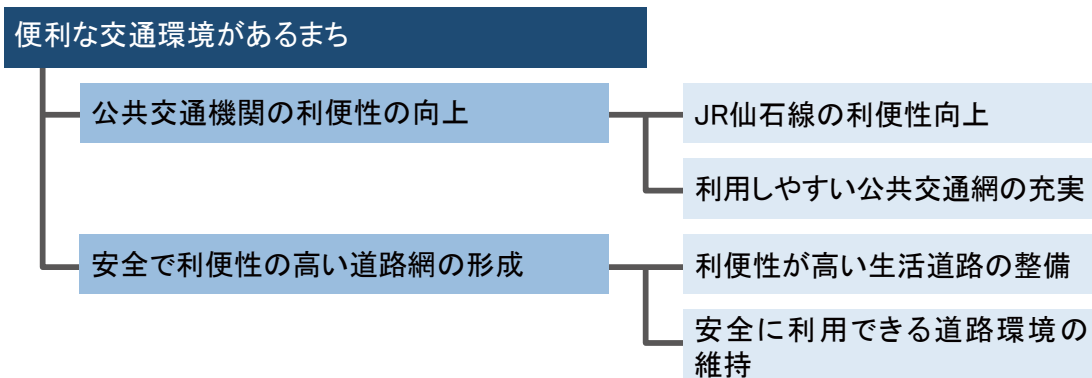 便利な交通環境があるまち
公共交通機関の利便性の向上
JR仙石線の利便性向上
利用しやすい公共交通網の充実
安全で利便性の高い道路網の形成
利便性が高い生活道路の整備
安全に利用できる道路環境の
維持